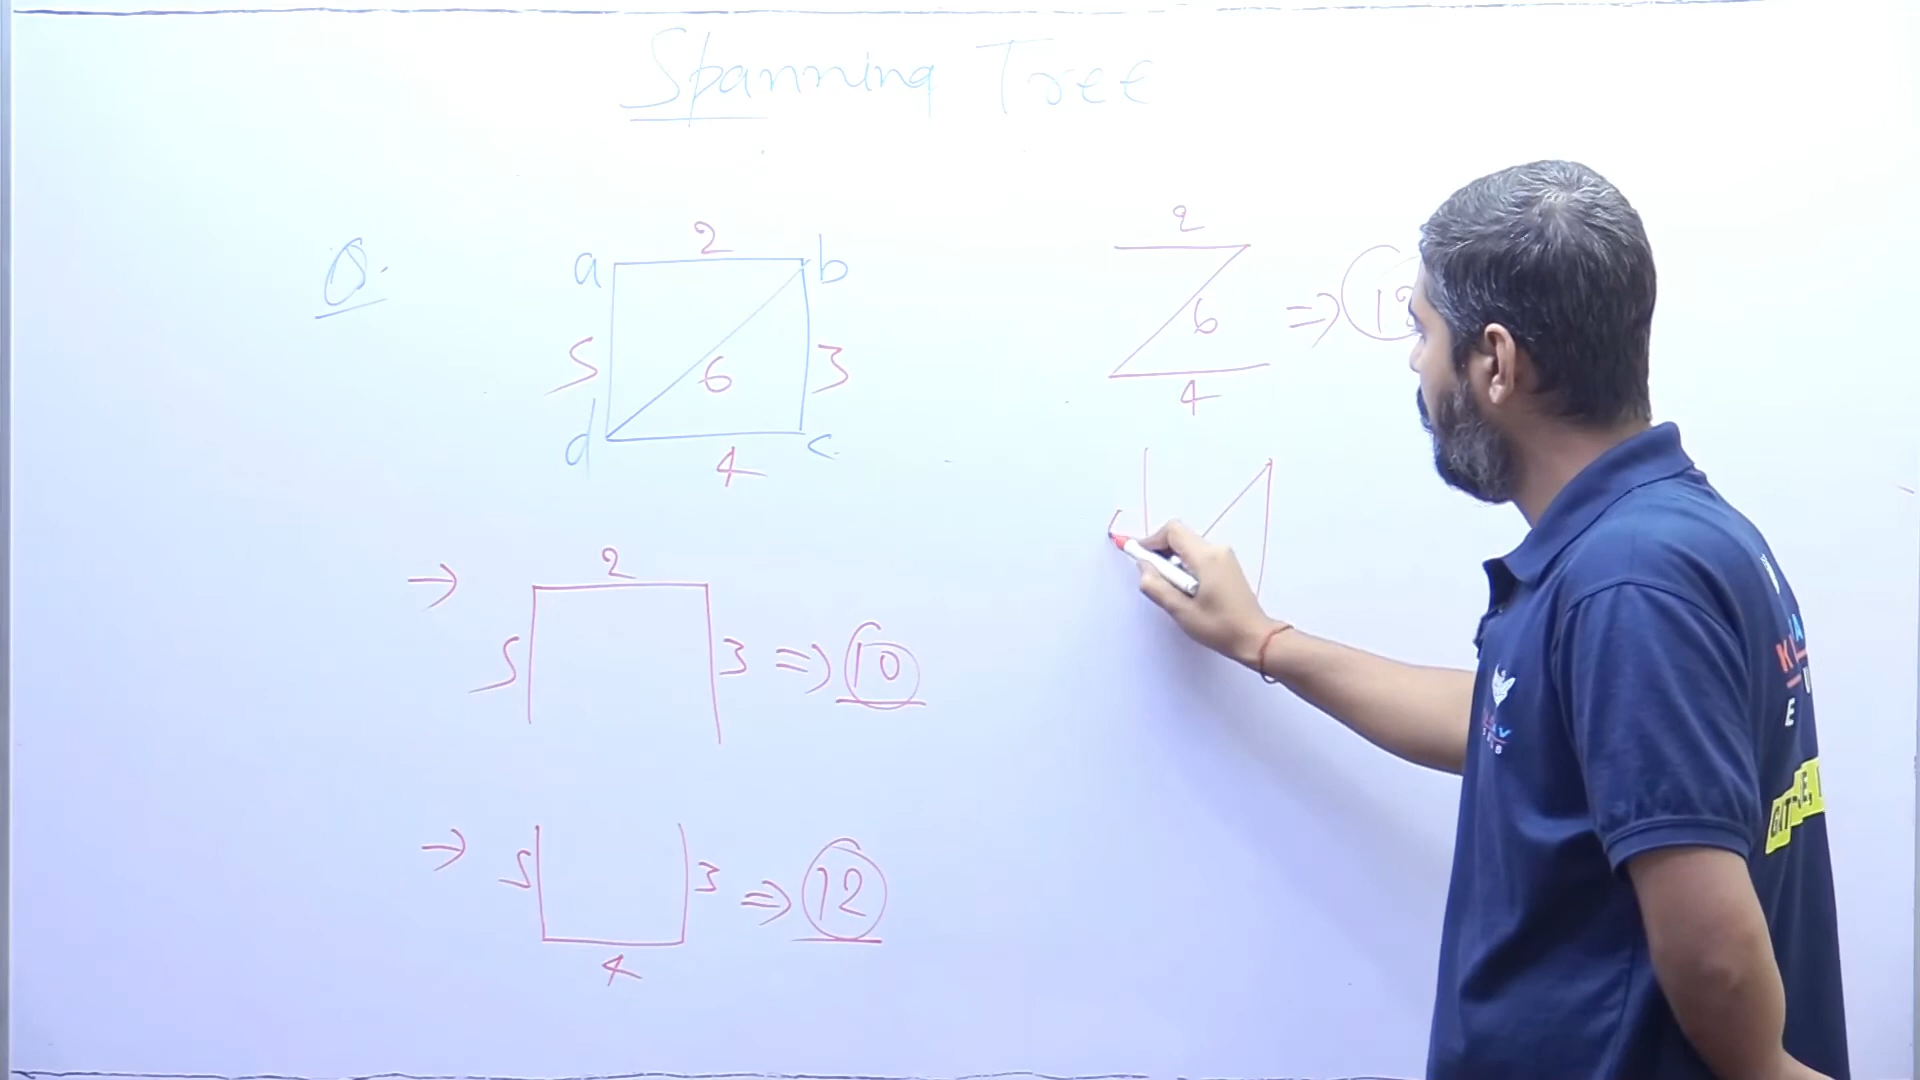 Spanning Tree
Q.
2
a b
5 6 3
d c
4
2
5 3 => 10
5 3 => 12
4
2
6 =>
4